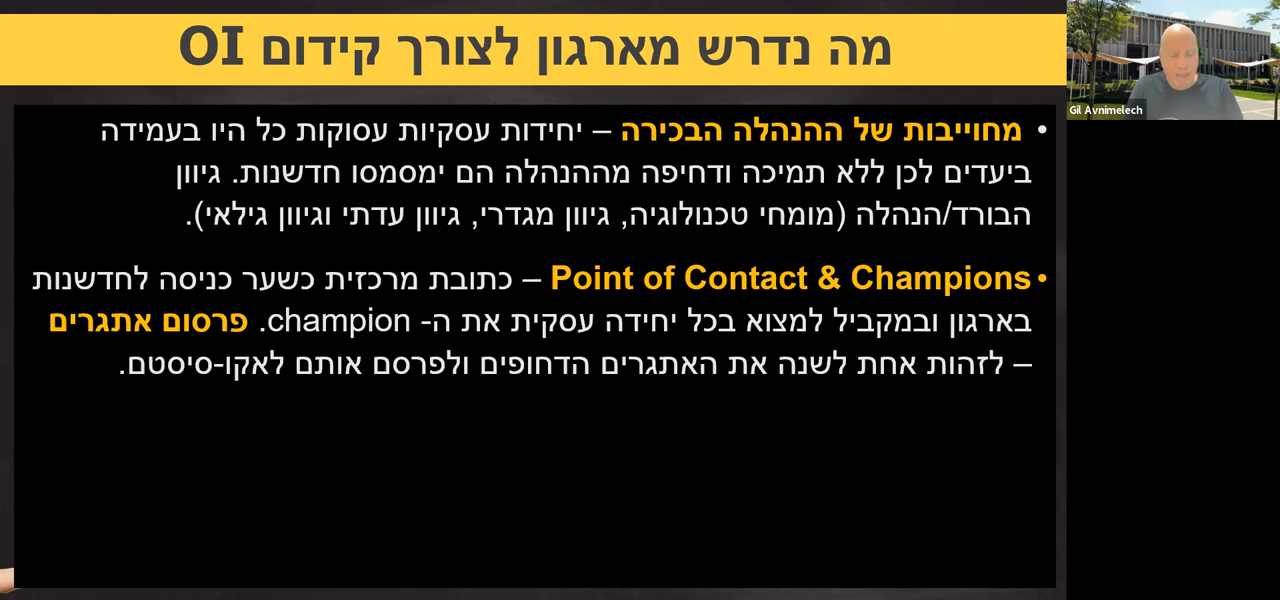 מה נדרש מארגון לצורך קידום OI
• מחוייבות של ההנהלה הבכירה – יחידות עסקיות עסוקות כל היו בעמידה
ביעדים לכן ללא תמיכה ודחיפה מההנהלה הם ימסמסו חדשנות. גיוון
הבורד/הנהלה (מומחי טכנולוגיה, גיוון מגדרי, גיוון עדתי וגיוון גילאי).
• Point of Contact & Champions – כתובת מרכזית כשער כניסה לחדשנות
בארגון ובמקביל למצוא בכל יחידה עסקית את ה- champion. פרסום אתגרים
– לזהות אחת לשנה את האתגרים הדחופים ולפרסם אותם לאקו-סיסטם.
Gil Avnimelech